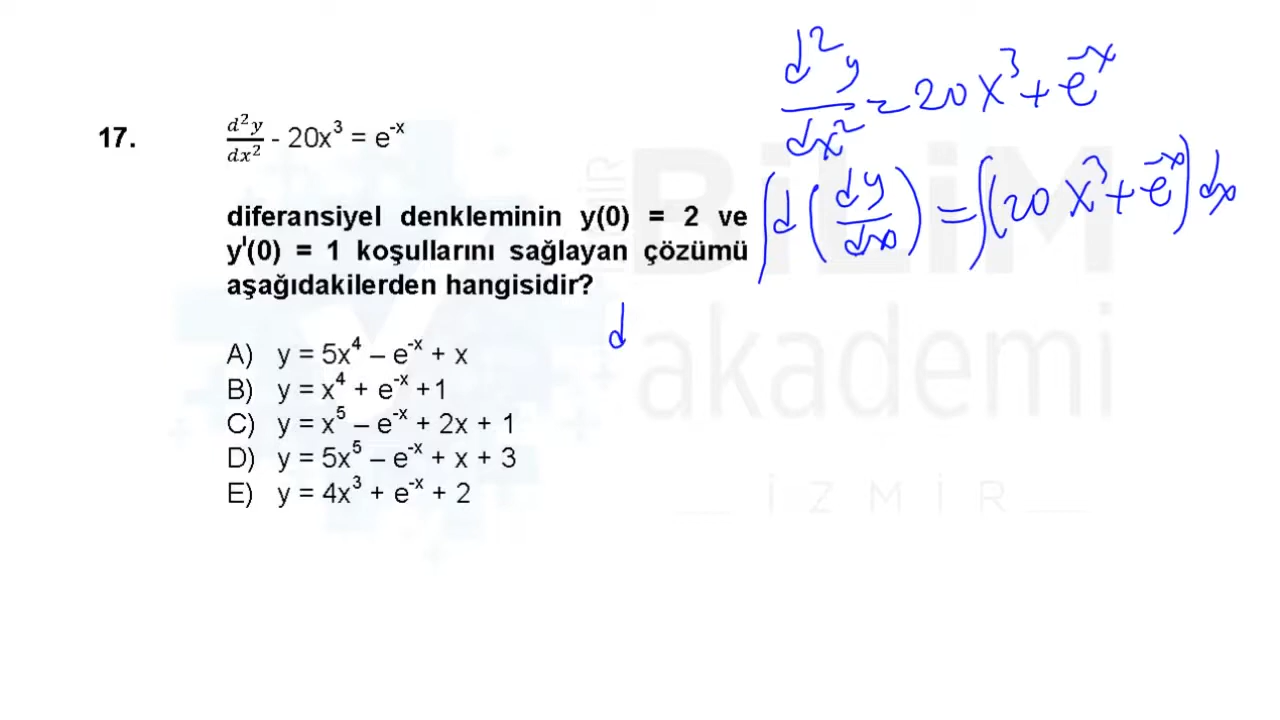 17. d²y/dx² - 20x³ = e⁻ˣ
diferansiyel denkleminin y(0) = 2 ve
y'(0) = 1 koşullarını sağlayan çözümü
aşağıdakilerden hangisidir?
A) y = 5x⁴ – e⁻ˣ + x
B) y = x⁴ + e⁻ˣ +1
C) y = x⁵ – e⁻ˣ + 2x + 1
D) y = 5x⁵ – e⁻ˣ + x + 3
E) y = 4x³ + e⁻ˣ + 2
d²y/dx² = 20x³ + e⁻ˣ
∫d(dy/dx) = ∫(20x³ + e⁻ˣ)dx
d
BİLİM
akademi
İZMİR